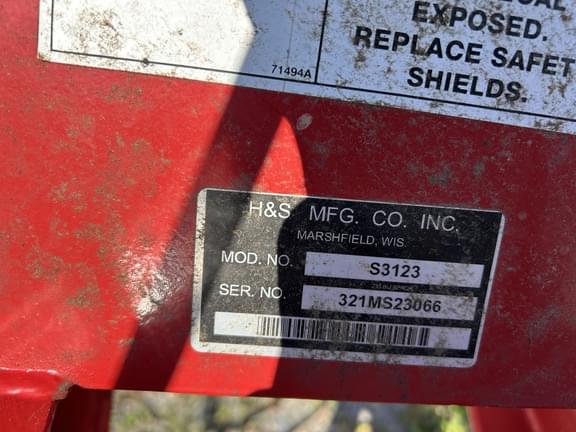 EXPOSED.
REPLACE SAFET
SHIELDS.
71494A
H&S MFG. CO. INC.
MARSHFIELD, WIS.
MOD. NO. S3123
SER. NO. 321MS23066